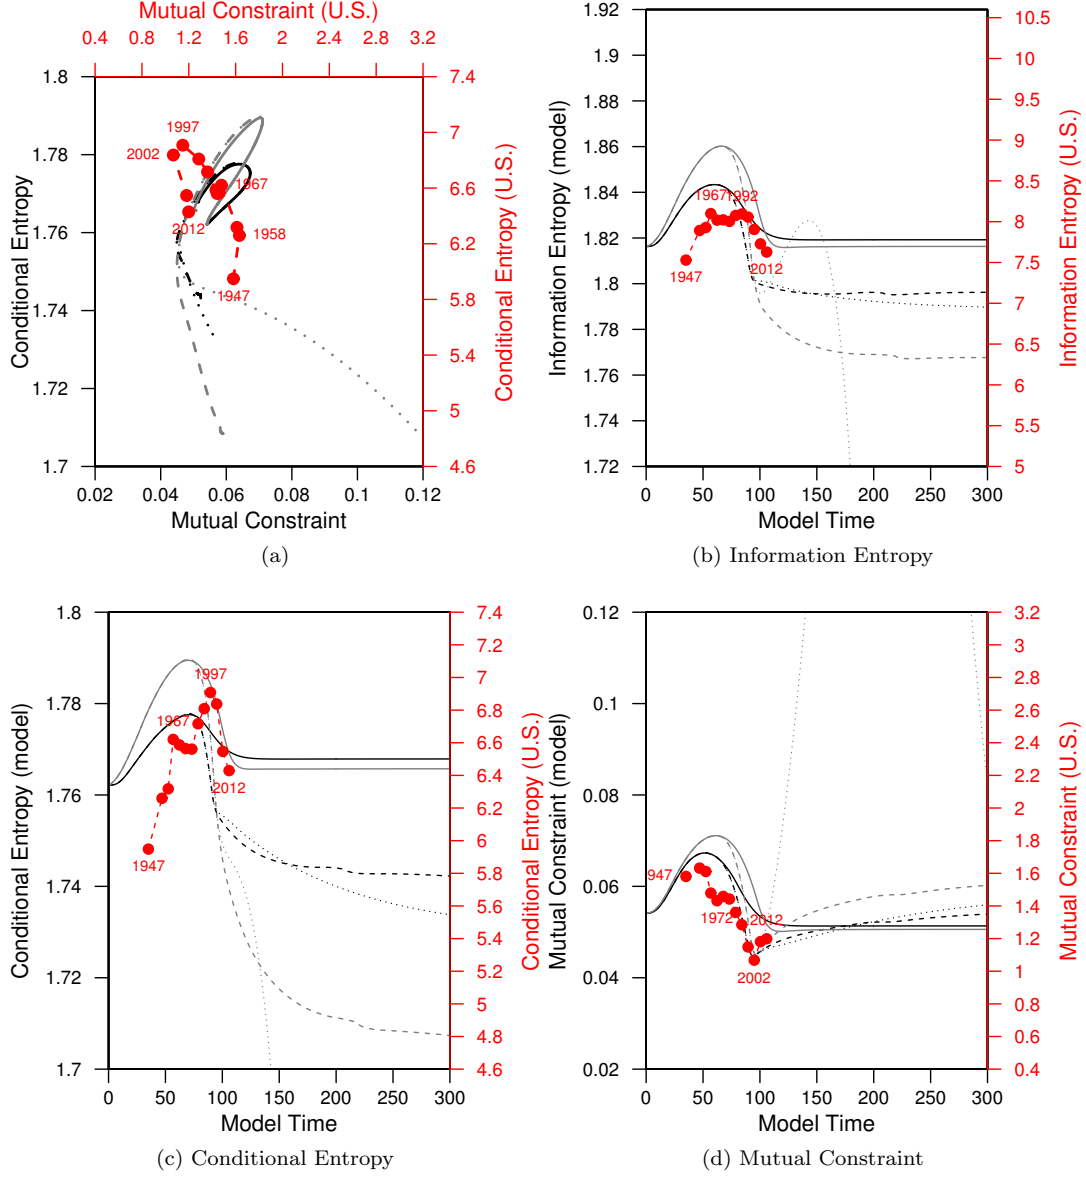 Mutual Constraint (U.S.)
0.4 0.8 1.2 1.6 2 2.4 2.8 3.2
1.8 1.78 1.76 1.74 1.72 1.7
Conditional Entropy
7.4 7 6.6 6.2 5.8 5.4 5 4.6
Conditional Entropy (U.S.)
1997
2002
1967
2012
1958
1947
0.02 0.04 0.06 0.08 0.1 0.12
Mutual Constraint
(a)
1.92 1.9 1.88 1.86 1.84 1.82 1.8 1.78 1.76 1.74 1.72
Information Entropy (model)
10.5 10 9.5 9 8.5 8 7.5 7 6.5 6 5.5 5
Information Entropy (U.S.)
1967 1992
1947
2012
0 50 100 150 200 250 300
Model Time
(b) Information Entropy
1.8 1.78 1.76 1.74 1.72 1.7
Conditional Entropy (model)
7.4 7.2 7 6.8 6.6 6.4 6.2 6 5.8 5.6 5.4 5.2 5 4.8 4.6
Conditional Entropy (U.S.)
1997
1967
2012
1947
0 50 100 150 200 250 300
Model Time
(c) Conditional Entropy
0.12 0.1 0.08 0.06 0.04 0.02
Mutual Constraint (model)
3.2 3 2.8 2.6 2.4 2.2 2 1.8 1.6 1.4 1.2 1 0.8 0.6 0.4
Mutual Constraint (U.S.)
947
1972
2012
2002
0 50 100 150 200 250 300
Model Time
(d) Mutual Constraint